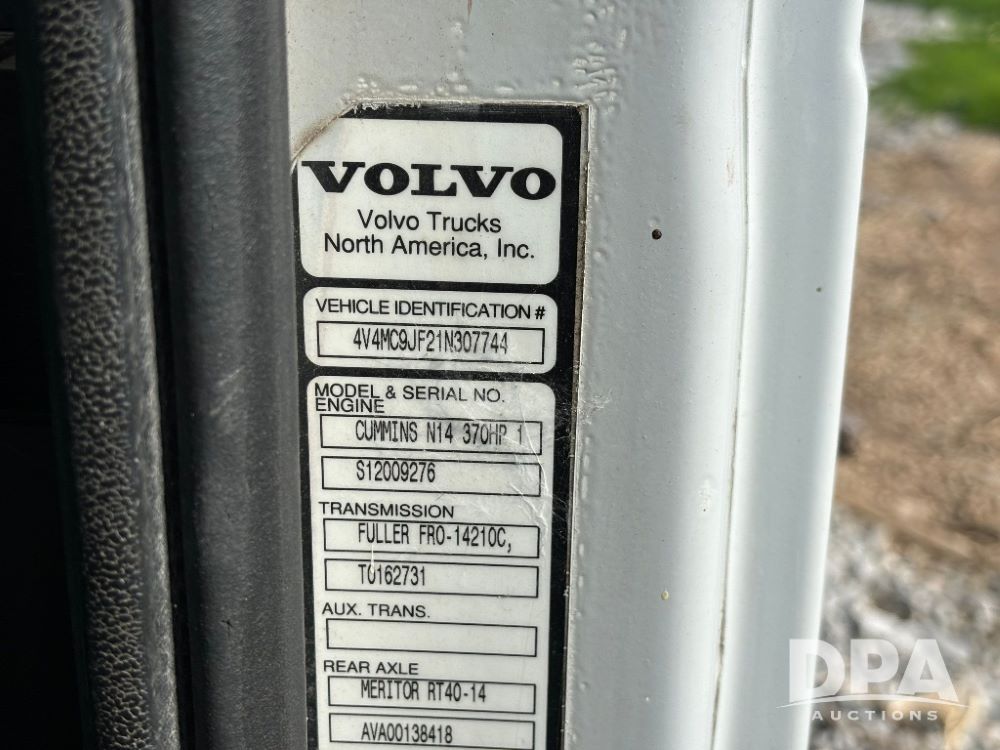 VOLVO
Volvo Trucks
North America, Inc.
VEHICLE IDENTIFICATION #
4V4MC9JF21N307744
MODEL & SERIAL NO.
ENGINE
CUMMINS N14 370HP 1
S12009276
TRANSMISSION
FULLER FRO-14210C,
T0162731
AUX. TRANS.
REAR AXLE
MERITOR RT40-14
AVA00138418
DPA
AUCTIONS